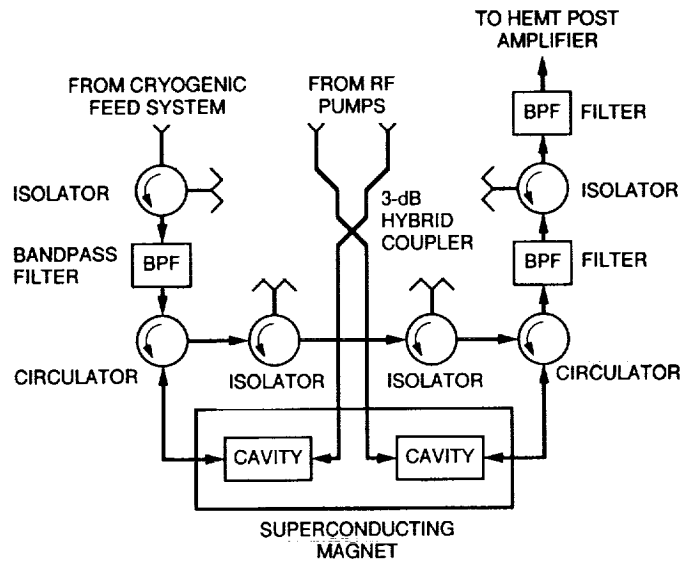 TO HEMT POST
AMPLIFIER
FROM CRYOGENIC
FEED SYSTEM
FROM RF
PUMPS
BPF
FILTER
ISOLATOR
ISOLATOR
3-dB
HYBRID
COUPLER
BANDPASS
FILTER
BPF
BPF
FILTER
CIRCULATOR
ISOLATOR
ISOLATOR
CIRCULATOR
CAVITY
CAVITY
SUPERCONDUCTING
MAGNET